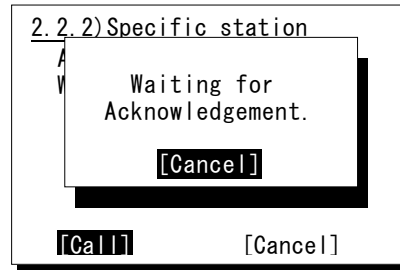 2.2.2)Specific station
Waiting for
Acknowledgement.
[Cancel]
[Call] [Cancel]